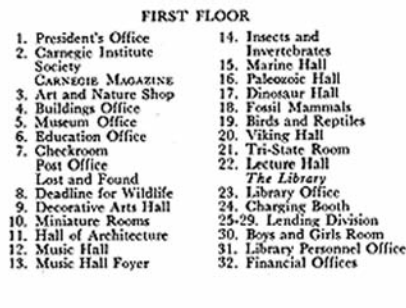 FIRST FLOOR
1. President's Office
2. Carnegie Institute
Society
CARNEGIE MAGAZINE
3. Art and Nature Shop
4. Buildings Office
5. Museum Office
6. Education Office
7. Checkroom
Post Office
Lost and Found
8. Deadline for Wildlife
9. Decorative Arts Hall
10. Miniature Rooms
11. Hall of Architecture
12. Music Hall
13. Music Hall Foyer
14. Insects and
Invertebrates
15. Marine Hall
16. Paleozoic Hall
17. Dinosaur Hall
18. Fossil Mammals
19. Birds and Reptiles
20. Viking Hall
21. Tri-State Room
22. Lecture Hall
The Library
23. Library Office
24. Charging Booth
25-29. Lending Division
30. Boys and Girls Room
31. Library Personnel Office
32. Financial Offices